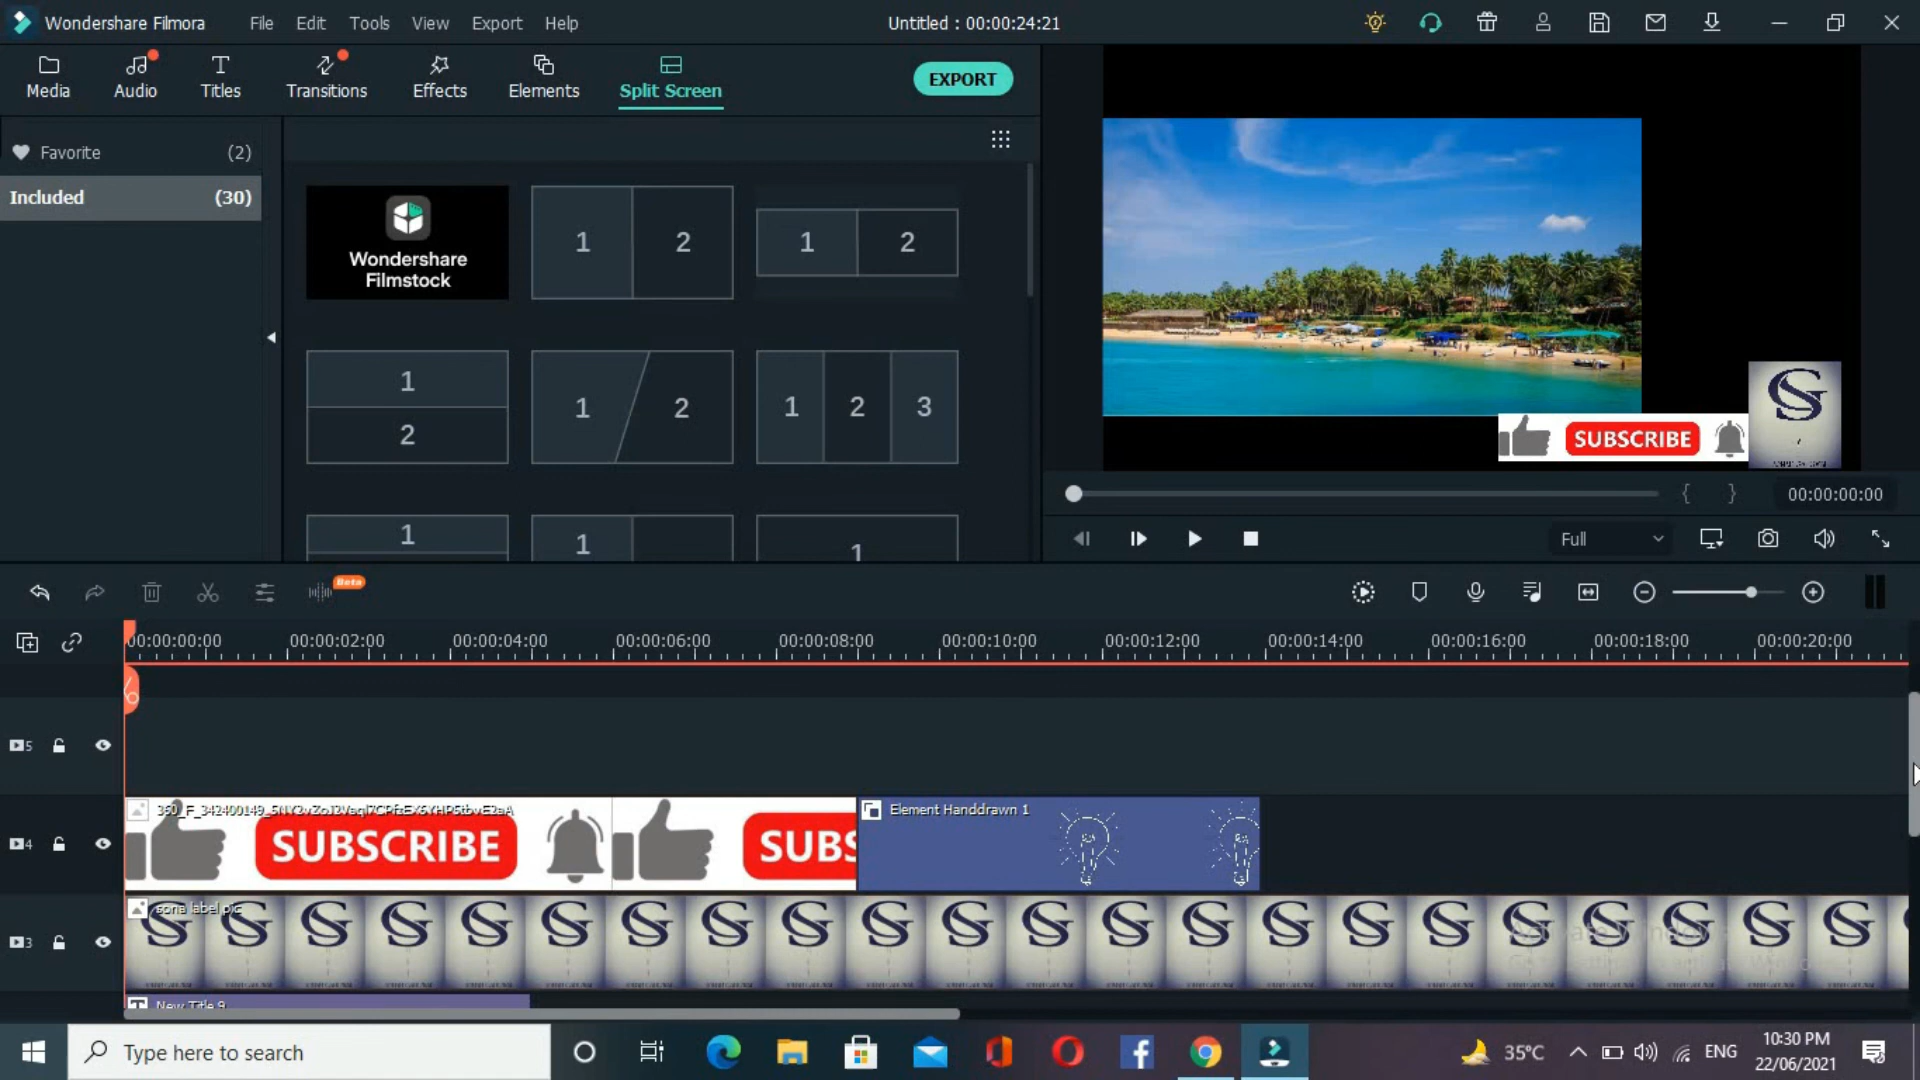 Wondershare Filmora
File Edit Tools View Export Help
Untitled : 00:00:24:21
Media Audio Titles Transitions Effects Elements Split Screen
EXPORT
Favorite (2)
Included (30)
Wondershare
Filmstock
1 2
1 2
1
2
1 2
1 2 3
1
1
1
SG
SUBSCRIBE
00:00:00:00
Full
Beta
00:00:00:00 00:00:02:00 00:00:04:00 00:00:06:00 00:00:08:00 00:00:10:00 00:00:12:00 00:00:14:00 00:00:16:00 00:00:18:00 00:00:20:00
5
4
SUBSCRIBE
SUBS
Element Handdrawn 1
3
sona label pic
New Title 9
Type here to search
35°C
ENG
10:30 PM
22/06/2021